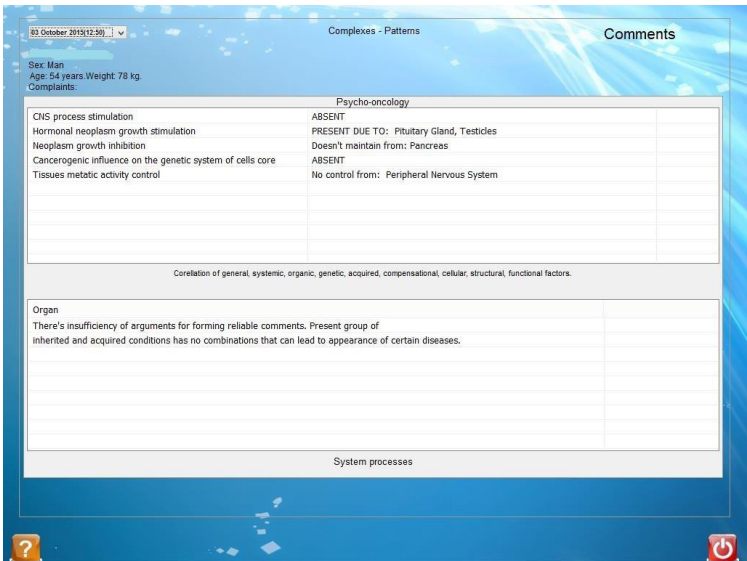 03 October 2015(12:50)
Complexes - Patterns
Comments
Sex: Man
Age: 54 years.Weight: 78 kg.
Complaints:
Psycho-oncology
CNS process stimulation ABSENT
Hormonal neoplasm growth stimulation PRESENT DUE TO: Pituitary Gland, Testicles
Neoplasm growth inhibition Doesn't maintain from: Pancreas
Cancerogenic influence on the genetic system of cells core ABSENT
Tissues metatic activity control No control from: Peripheral Nervous System
Corellation of general, systemic, organic, genetic, acquired, compensational, cellular, structural, functional factors.
Organ
There's insufficiency of arguments for forming reliable comments. Present group of
inherited and acquired conditions has no combinations that can lead to appearance of certain diseases.
System processes
?